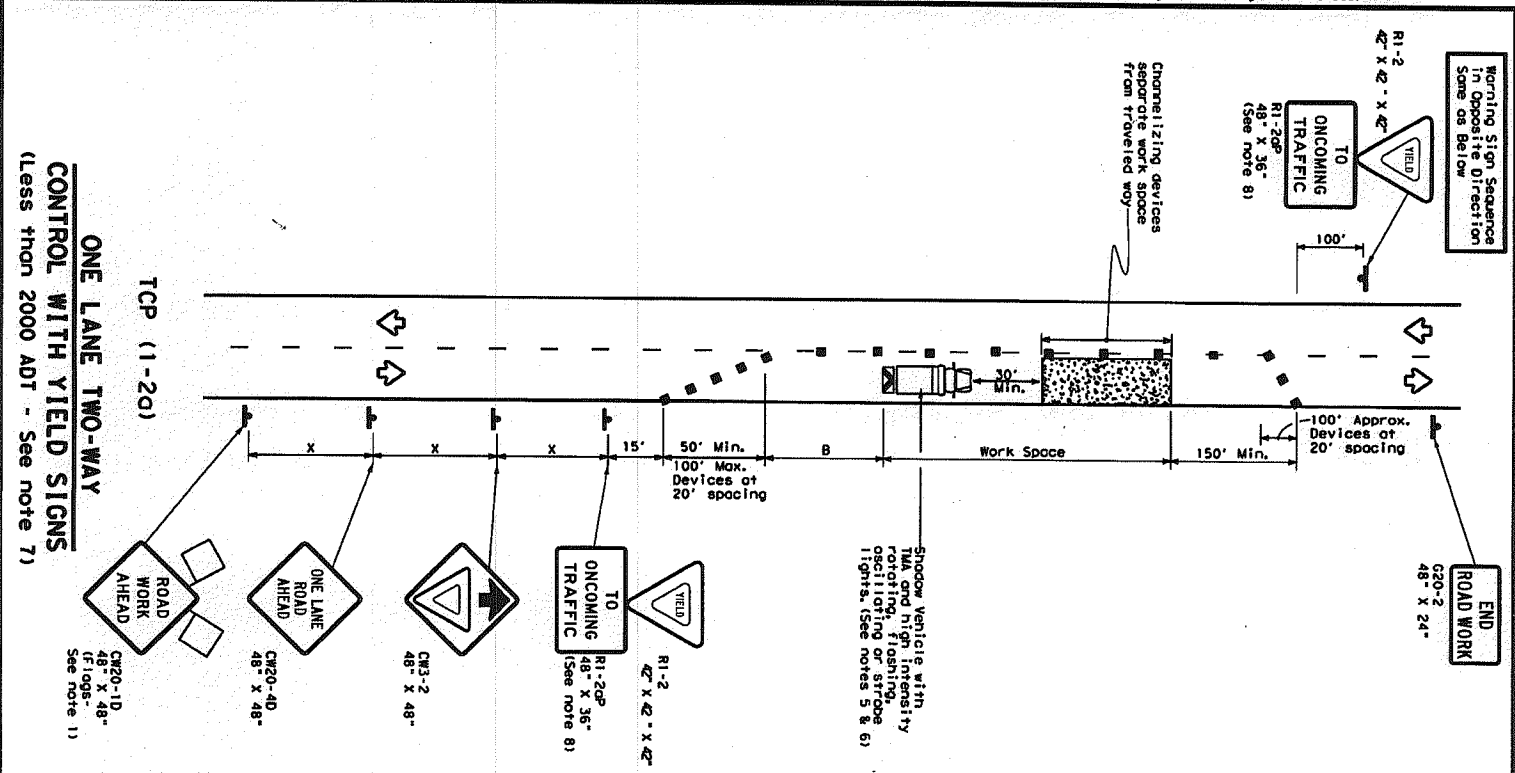 Warning Sign Sequence
in Opposite Direction
Same as Below
R1-2
42" X 42" X 42"
YIELD
TO
ONCOMING
TRAFFIC
R1-2aP
48" X 36"
(See note 8)
100'
Channelizing devices
separate work space
from traveled way
END
ROAD WORK
G20-2
48" X 24"
100' Approx.
Devices at
20' spacing
150' Min.
Work Space
30'
Min.
B
50' Min.
100' Max.
Devices at
20' spacing
15'
X
X
X
Shadow Vehicle with
TMA and high intensity
rotating, flashing,
oscillating or strobe
lights. (See notes 5 & 6)
YIELD
R1-2
42" X 42" X 42"
TO
ONCOMING
TRAFFIC
R1-2aP
48" X 36"
(See note 8)
CW3-2
48" X 48"
ONE LANE
ROAD
AHEAD
CW20-4D
48" X 48"
ROAD
WORK
AHEAD
CW20-1D
48" X 48"
(Flags-
See note 1)
TCP (1-2a)
ONE LANE TWO-WAY
CONTROL WITH YIELD SIGNS
(Less than 2000 ADT - See note 7)